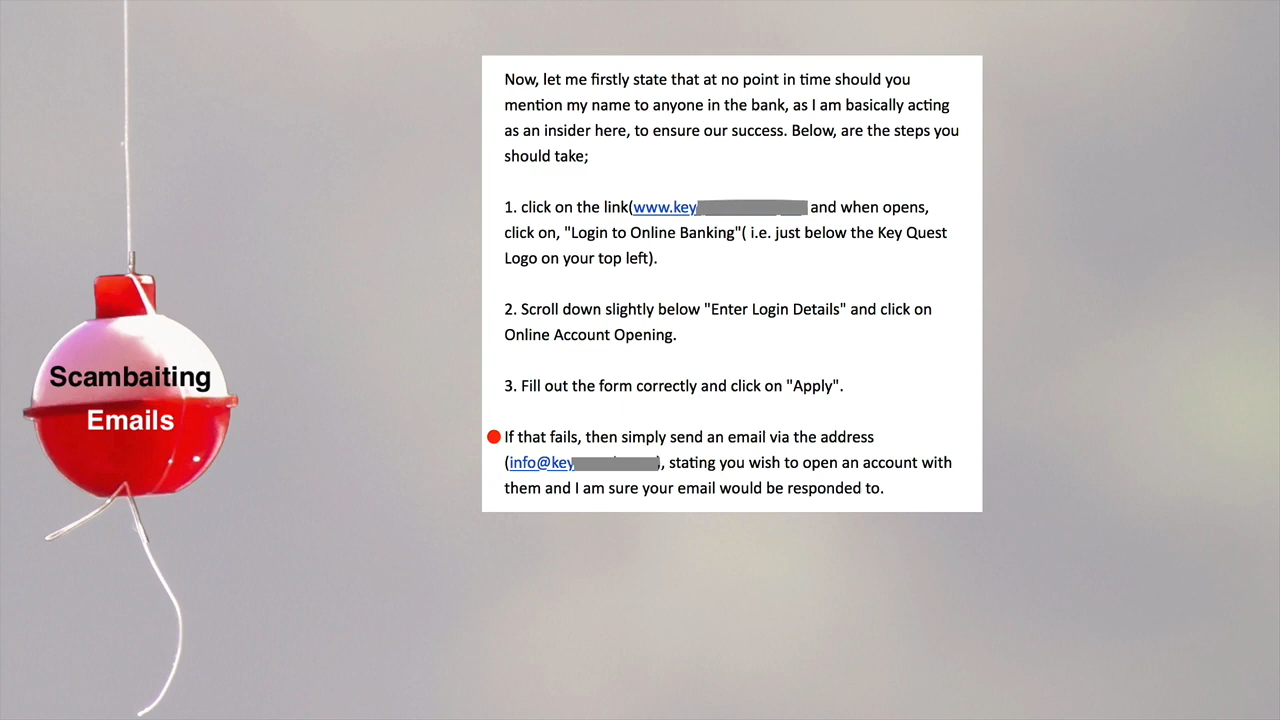 Scambaiting
Emails
Now, let me firstly state that at no point in time should you
mention my name to anyone in the bank, as I am basically acting
as an insider here, to ensure our success. Below, are the steps you
should take;
1. click on the link(www.key and when opens,
click on, "Login to Online Banking"( i.e. just below the Key Quest
Logo on your top left).
2. Scroll down slightly below "Enter Login Details" and click on
Online Account Opening.
3. Fill out the form correctly and click on "Apply".
If that fails, then simply send an email via the address
(info@key ), stating you wish to open an account with
them and I am sure your email would be responded to.